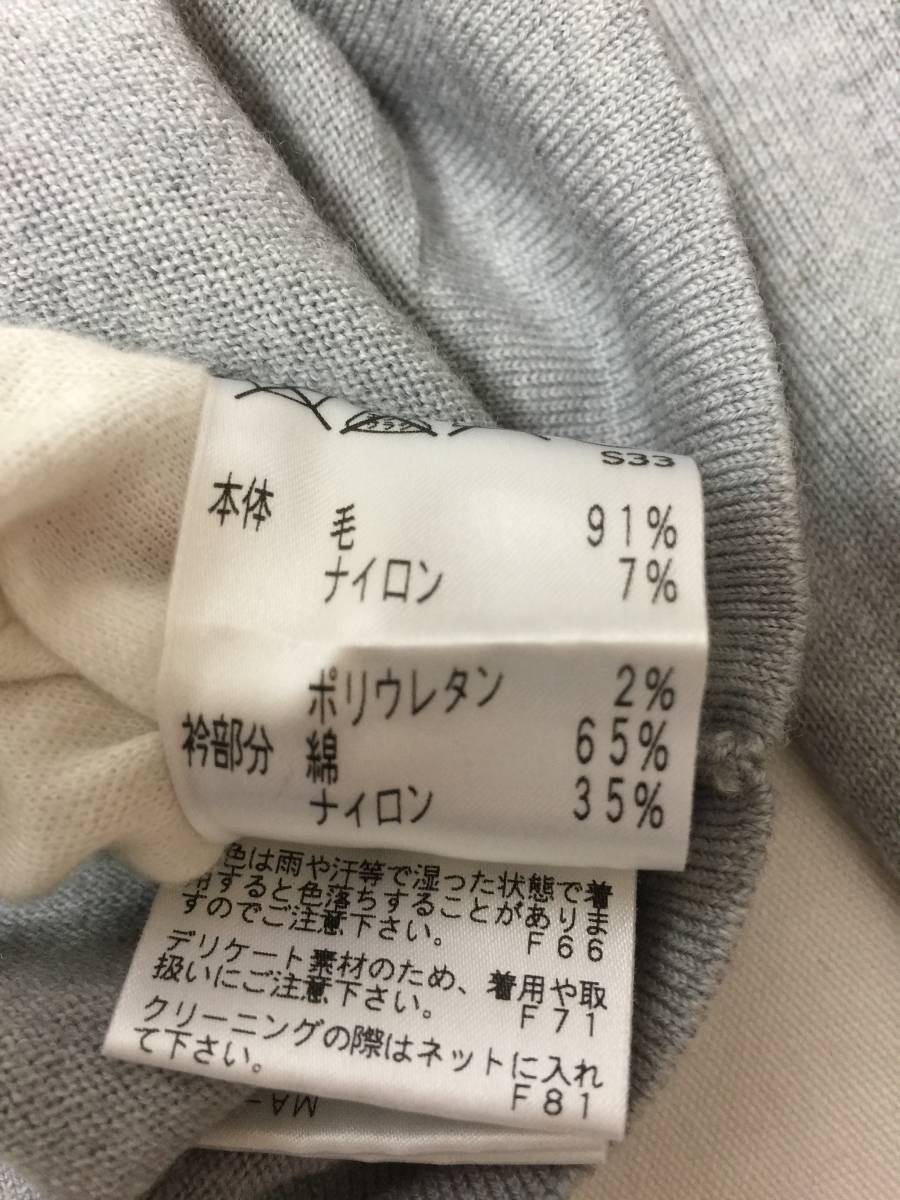 S33
本体 毛 91%
ナイロン 7%
ポリウレタン 2%
衿部分 綿 65%
ナイロン 35%
色は雨や汗等で湿った状態で着
用すると色落ちすることがありま
すのでご注意下さい。 F66
デリケート素材のため、着用や取
扱いにご注意下さい。 F71
クリーニングの際はネットに入れ
て下さい。 F81
MA